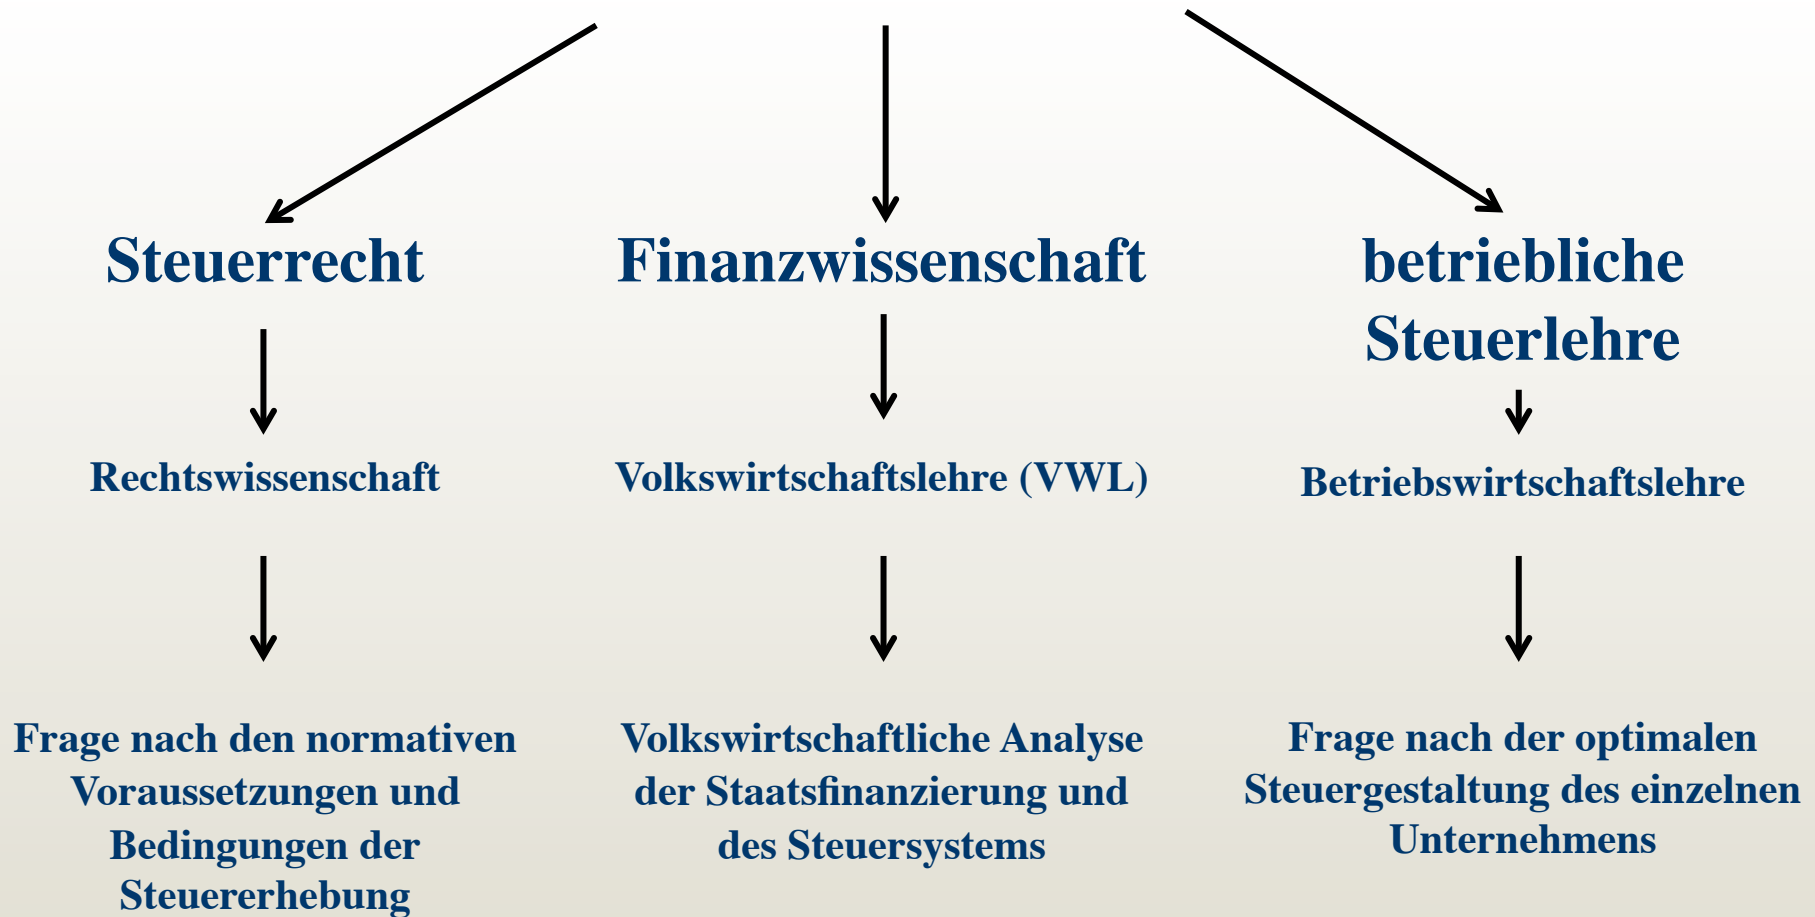 Steuerrecht
Finanzwissenschaft
betriebliche
Steuerlehre
Rechtswissenschaft
Volkswirtschaftslehre (VWL)
Betriebswirtschaftslehre
Frage nach den normativen
Voraussetzungen und
Bedingungen der
Steuererhebung
Volkswirtschaftliche Analyse
der Staatsfinanzierung und
des Steuersystems
Frage nach der optimalen
Steuergestaltung des einzelnen
Unternehmens